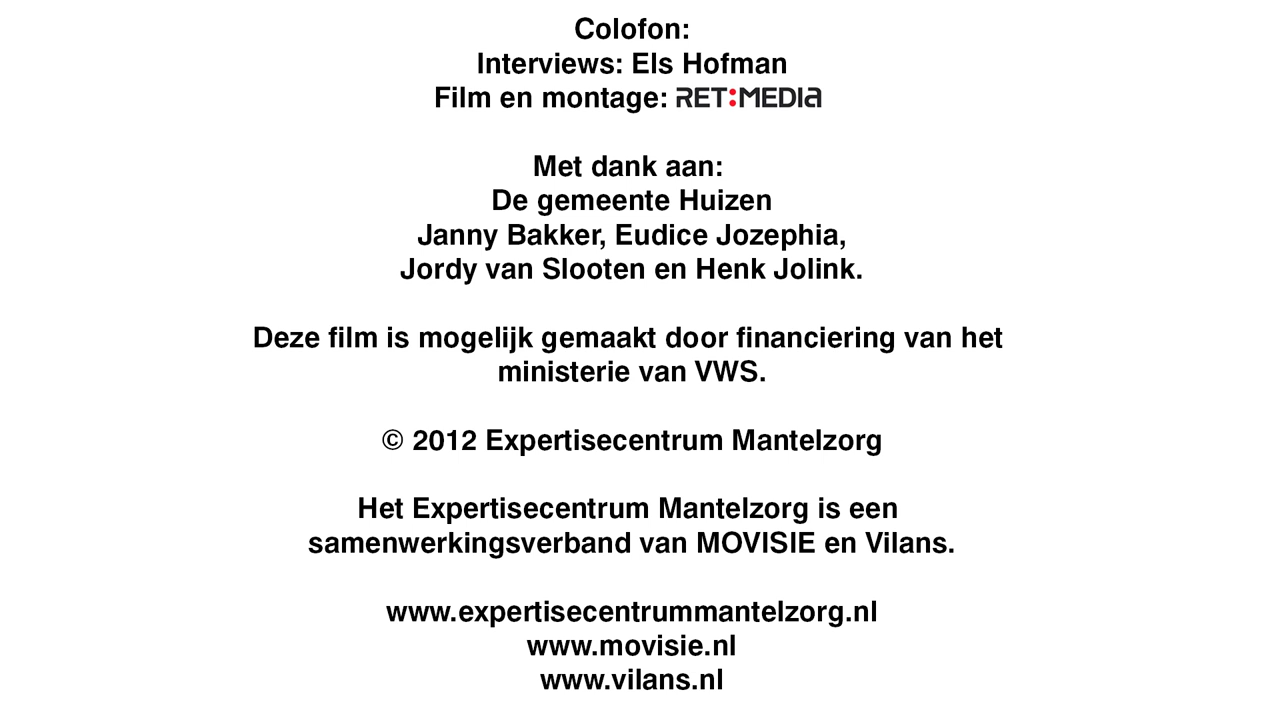 Colofon:
Interviews: Els Hofman
Film en montage: RET:MEDIA
Met dank aan:
De gemeente Huizen
Janny Bakker, Eudice Jozephia,
Jordy van Slooten en Henk Jolink.
Deze film is mogelijk gemaakt door financiering van het
ministerie van VWS.
© 2012 Expertisecentrum Mantelzorg
Het Expertisecentrum Mantelzorg is een
samenwerkingsverband van MOVISIE en Vilans.
www.expertisecentrummantelzorg.nl
www.movisie.nl
www.vilans.nl